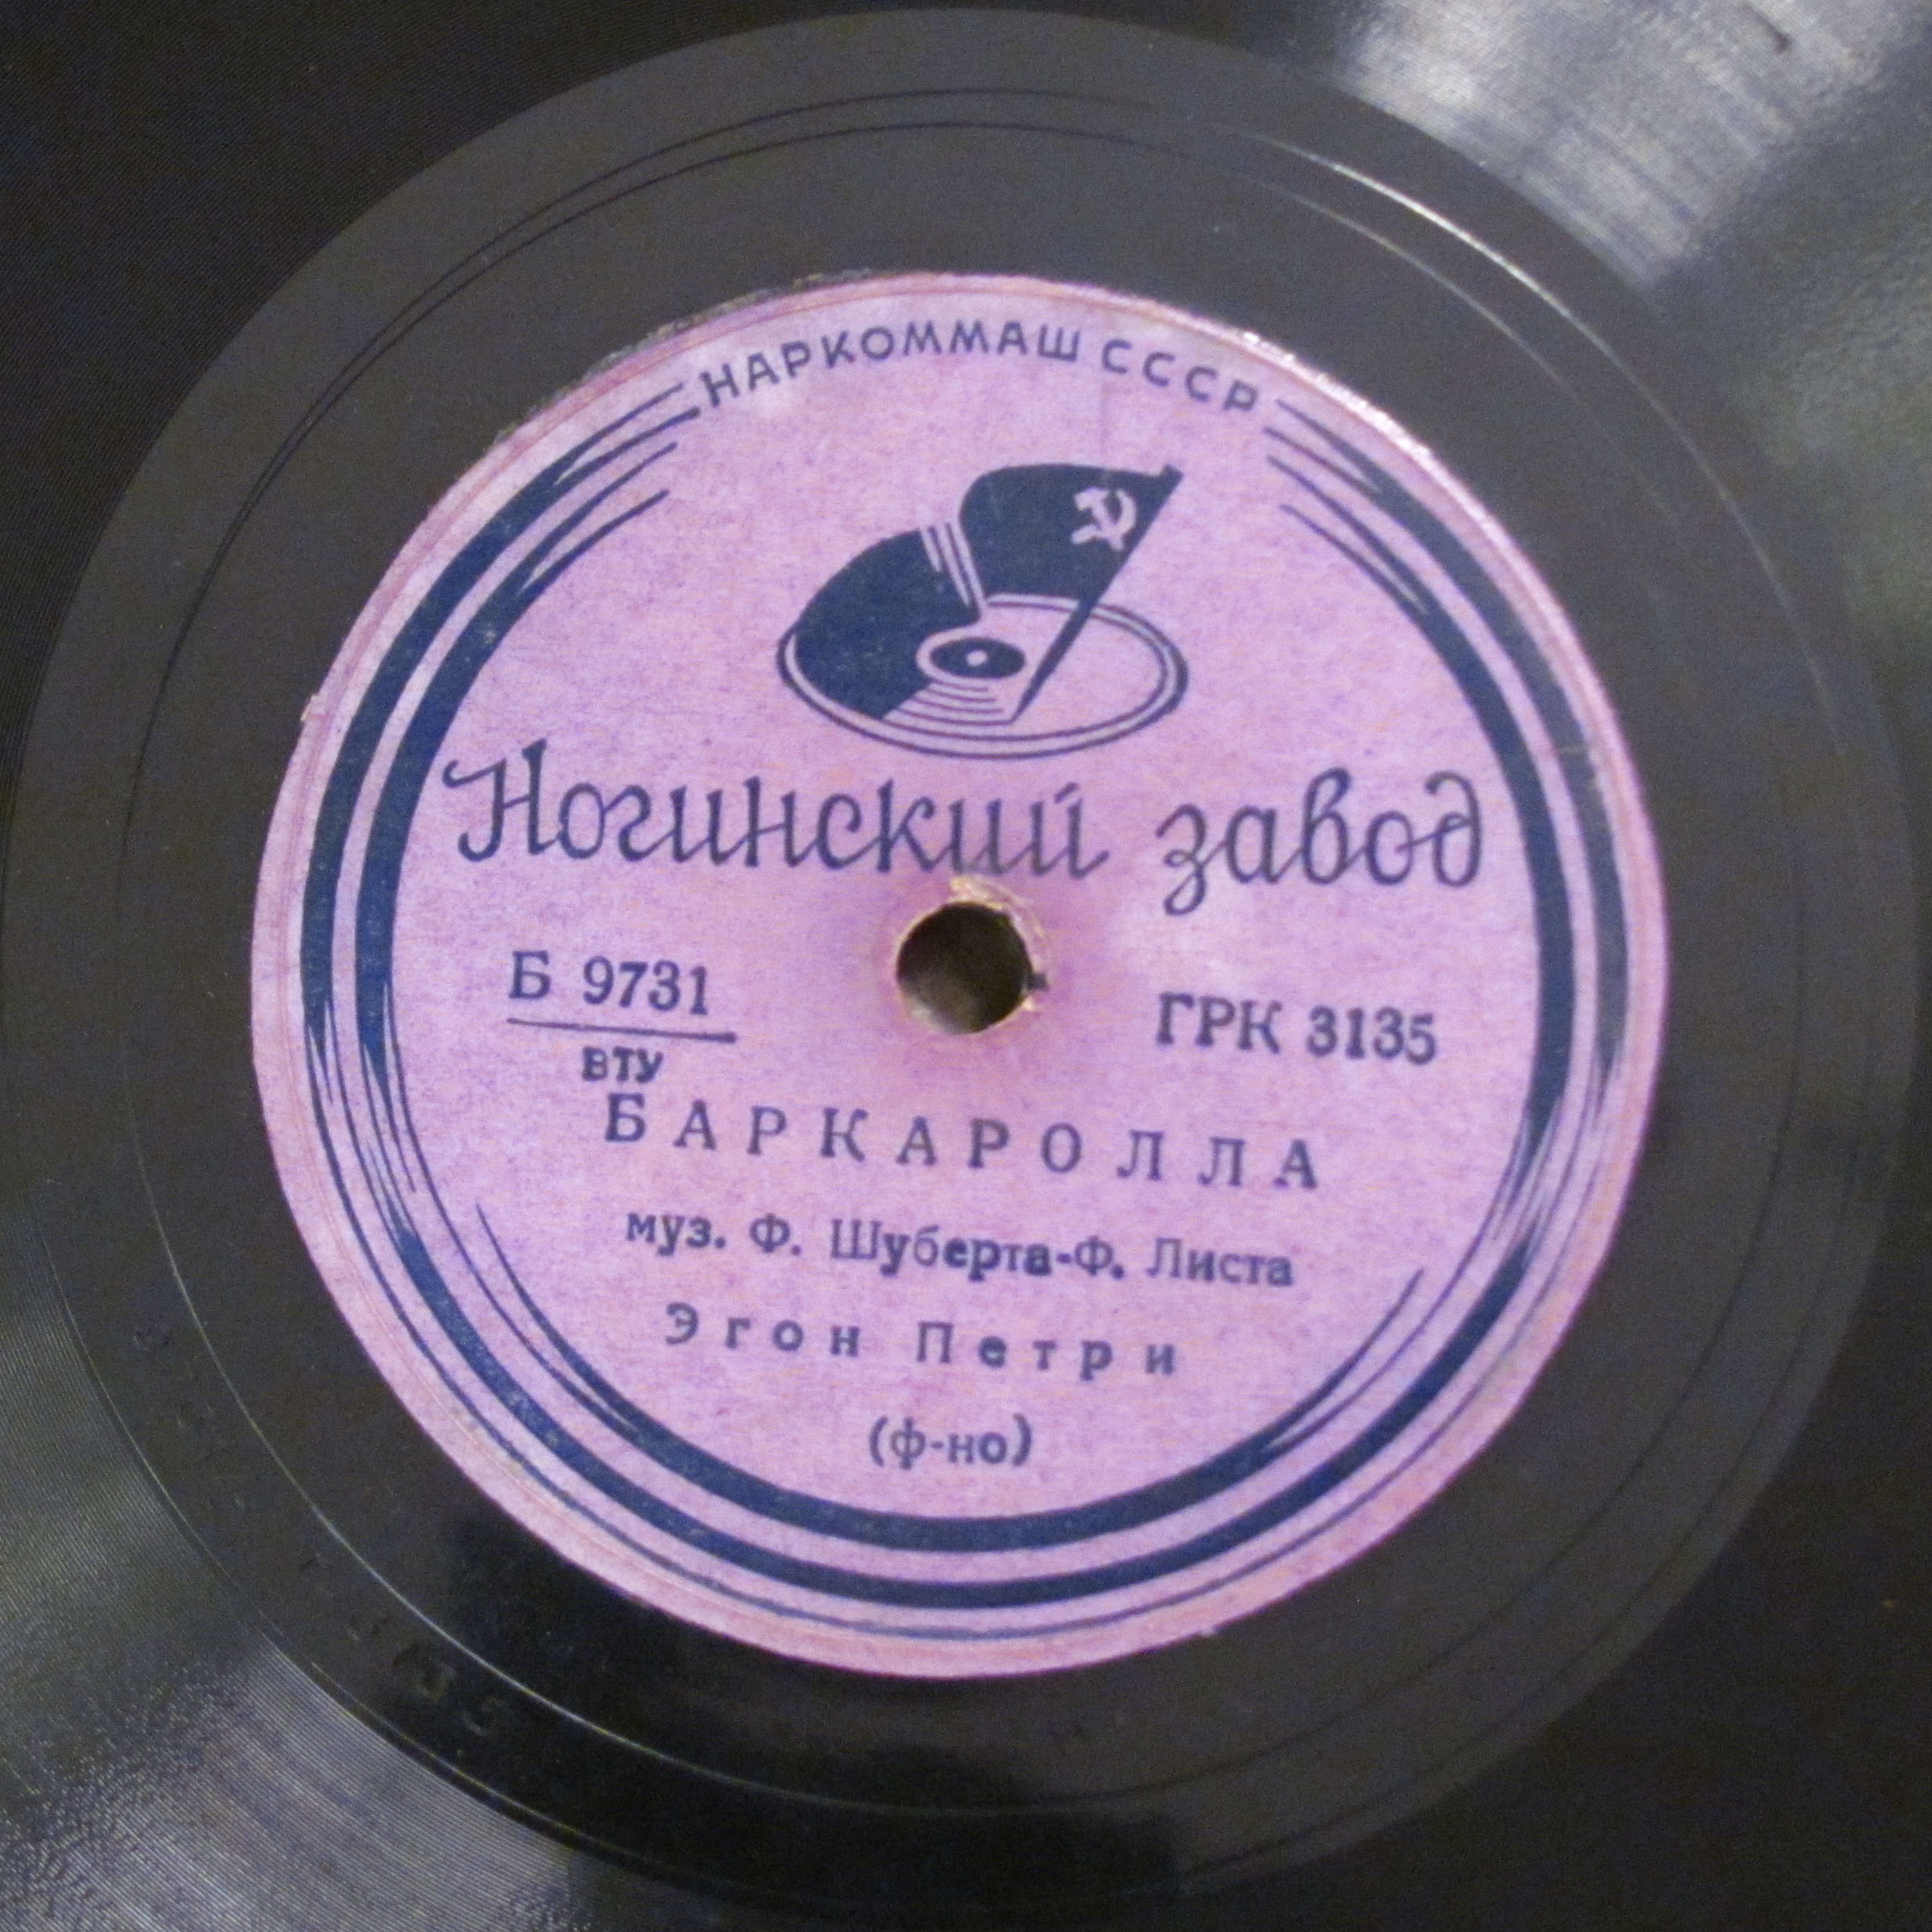 НАРКОММАШ СССР
Ногинский завод
Б 9731
ВТУ
ГРК 3135
БАРКАРОЛЛА
муз. Ф. Шуберта-Ф. Листа
Эгон Петри
(ф-но)